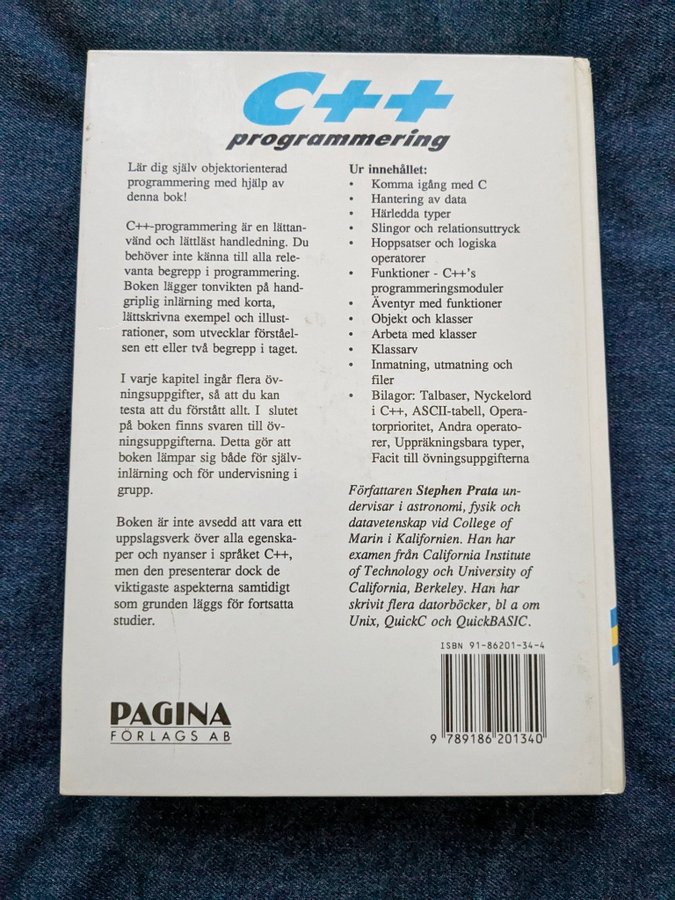 C++
programmering
Lär dig själv objektorienterad
programmering med hjälp av
denna bok!
C++-programmering är en lättan-
vänd och lättläst handledning. Du
behöver inte känna till alla rele-
vanta begrepp i programmering.
Boken lägger tonvikten på hand-
griplig inlärning med korta,
lättskrivna exempel och illust-
rationer, som utvecklar förståel-
sen ett eller två begrepp i taget.
I varje kapitel ingår flera öv-
ningsuppgifter, så att du kan
testa att du förstått allt. I slutet
på boken finns svaren till öv-
ningsuppgifterna. Detta gör att
boken lämpar sig både för själv-
inlärning och för undervisning i
grupp.
Boken är inte avsedd att vara ett
uppslagsverk över alla egenska-
per och nyanser i språket C++,
men den presenterar dock de
viktigaste aspekterna samtidigt
som grunden läggs för fortsatta
studier.
Ur innehållet:
• Komma igång med C
• Hantering av data
• Härledda typer
• Slingor och relationsuttryck
• Hoppsatser och logiska
operatorer
• Funktioner - C++'s
programmeringsmoduler
• Äventyr med funktioner
• Objekt och klasser
• Arbeta med klasser
• Klassarv
• Inmatning, utmatning och
filer
• Bilagor: Talbaser, Nyckelord
i C++, ASCII-tabell, Opera-
torprioritet, Andra operato-
rer, Uppräkningsbara typer,
Facit till övningsuppgifterna
Författaren Stephen Prata un-
dervisar i astronomi, fysik och
datavetenskap vid College of
Marin i Kalifornien. Han har
examen från California Institute
of Technology och University of
California, Berkeley. Han har
skrivit flera datorböcker, bl a om
Unix, QuickC och QuickBASIC.
ISBN 91-86201-34-4
9 789186 201340
PAGINA
FÖRLAGS AB